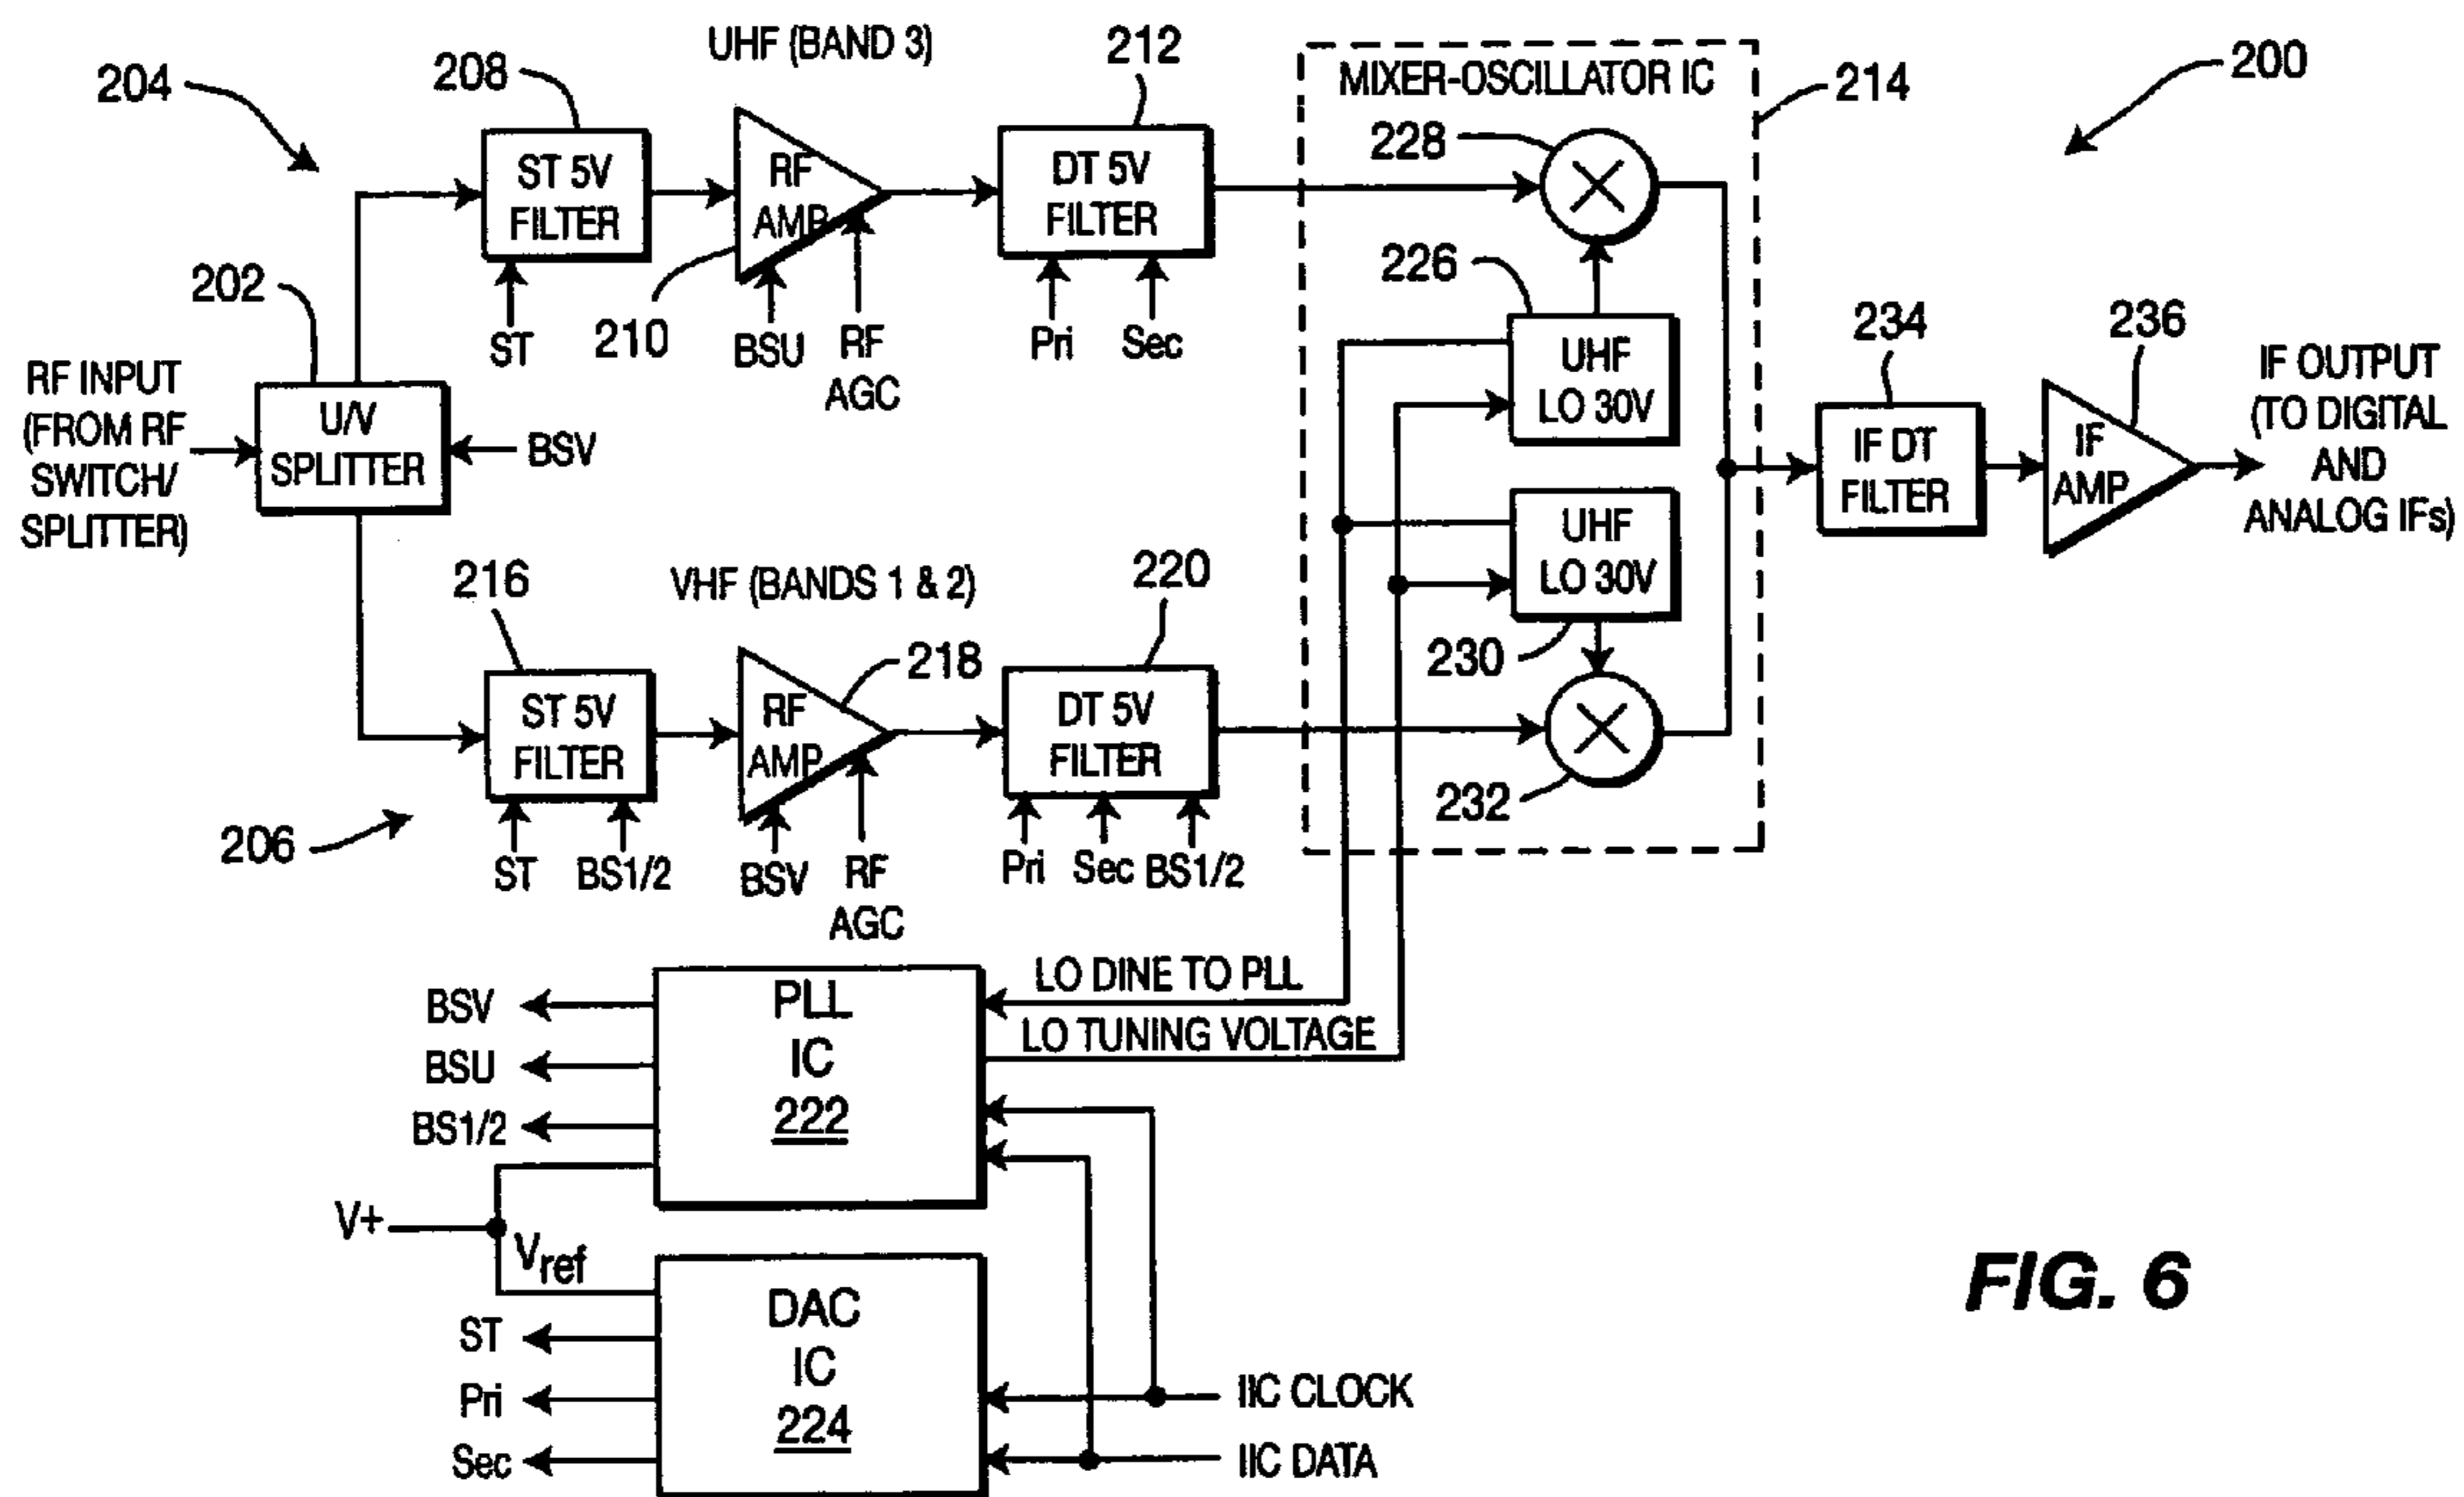 UHF (BAND 3)
204
208
212
MIXER-OSCILLATOR IC
214
200
228
ST 5V
FILTER
RF
AMP
DT 5V
FILTER
202
210
226
ST
BSU
RF
AGC
Pri
Sec
UHF
LO 30V
234
236
RF INPUT
(FROM RF
SWITCH/
SPLITTER)
U/V
SPLITTER
BSV
IF DT
FILTER
IF
AMP
IF OUTPUT
(TO DIGITAL
AND
ANALOG IFs)
UHF
LO 30V
216
VHF (BANDS 1 & 2)
220
218
230
ST 5V
FILTER
RF
AMP
DT 5V
FILTER
232
206
ST
BS1/2
BSV
RF
AGC
Pri
Sec
BS1/2
LO DINE TO PLL
LO TUNING VOLTAGE
BSV
BSU
BS1/2
PLL
IC
222
V+
Vref
DAC
IC
224
ST
Pri
Sec
IIC CLOCK
IIC DATA
FIG. 6